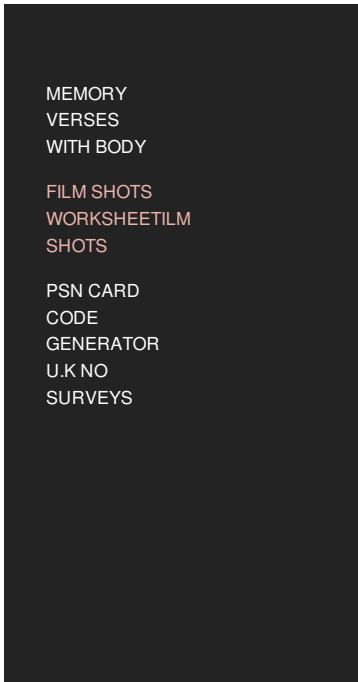 MEMORY
VERSES
WITH BODY
FILM SHOTS
WORKSHEETILM
SHOTS
PSN CARD
CODE
GENERATOR
U.K NO
SURVEYS